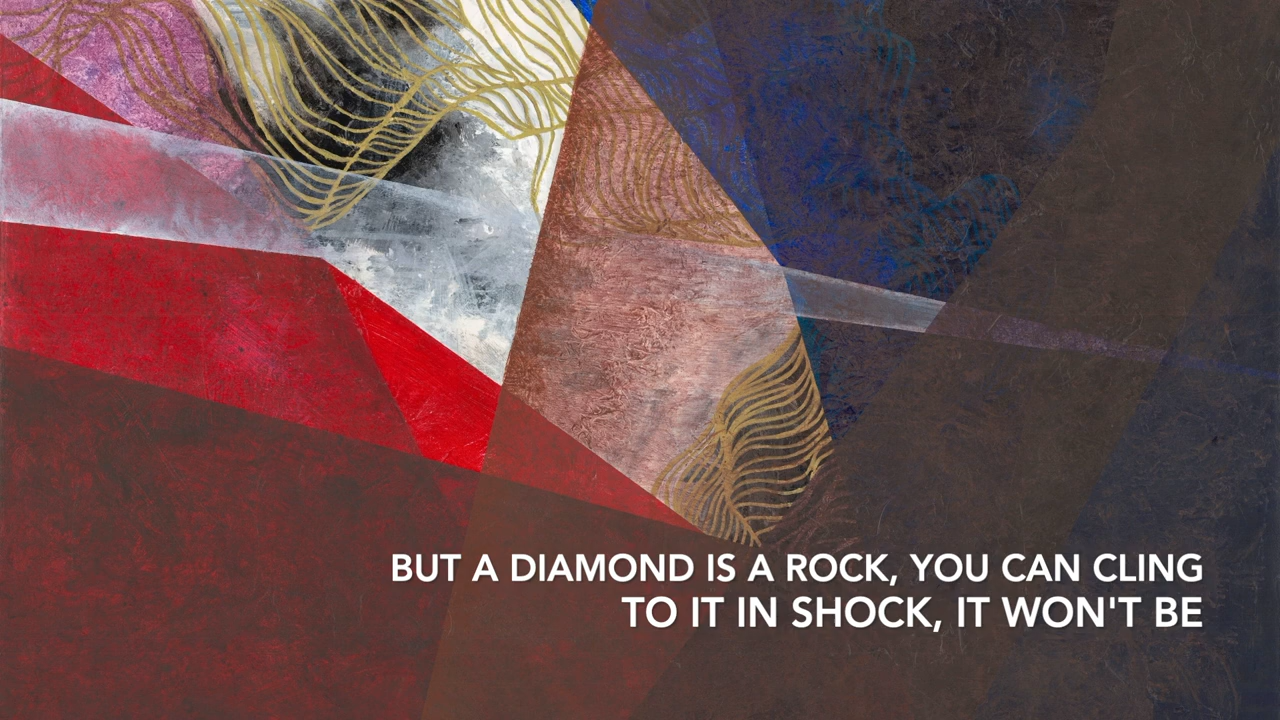 BUT A DIAMOND IS A ROCK, YOU CAN CLING
TO IT IN SHOCK, IT WON'T BE